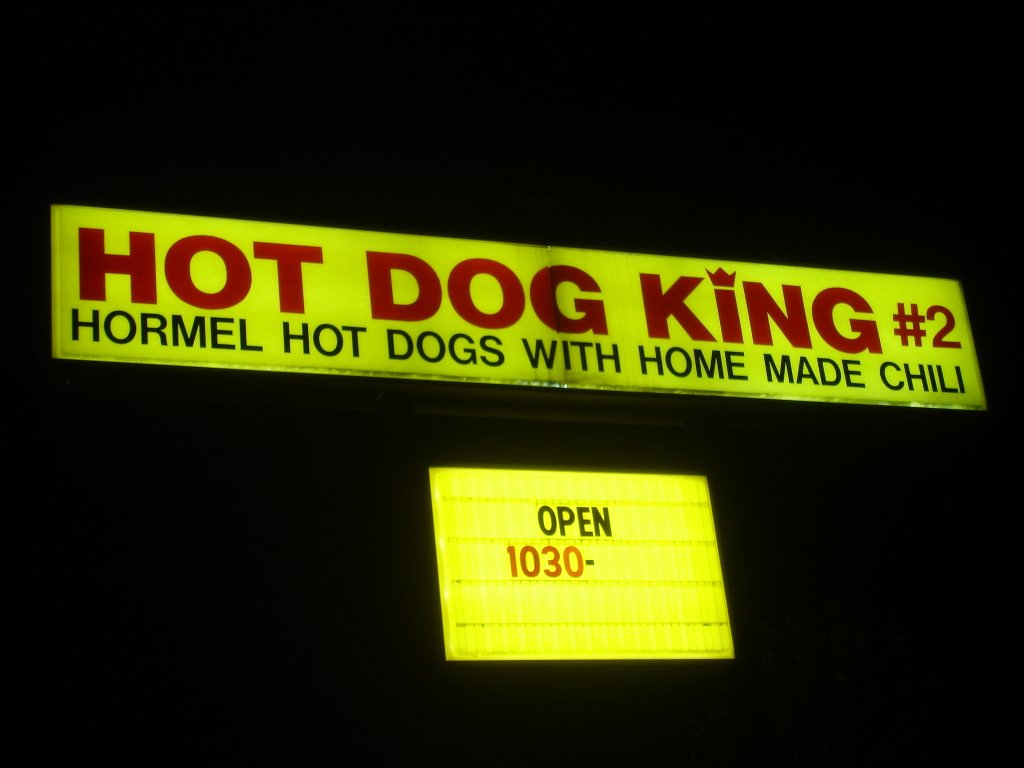 HOT DOG KING #2
HORMEL HOT DOGS WITH HOME MADE CHILI
OPEN
1030-